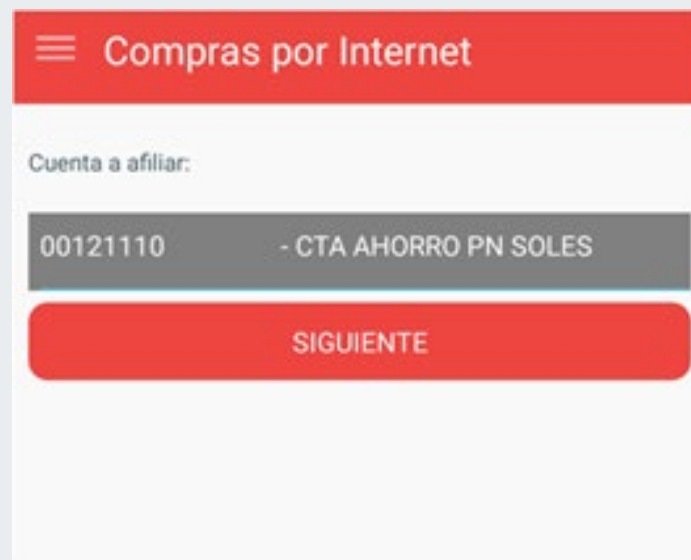 Compras por Internet
Cuenta a afiliar:
00121110 - CTA AHORRO PN SOLES
SIGUIENTE